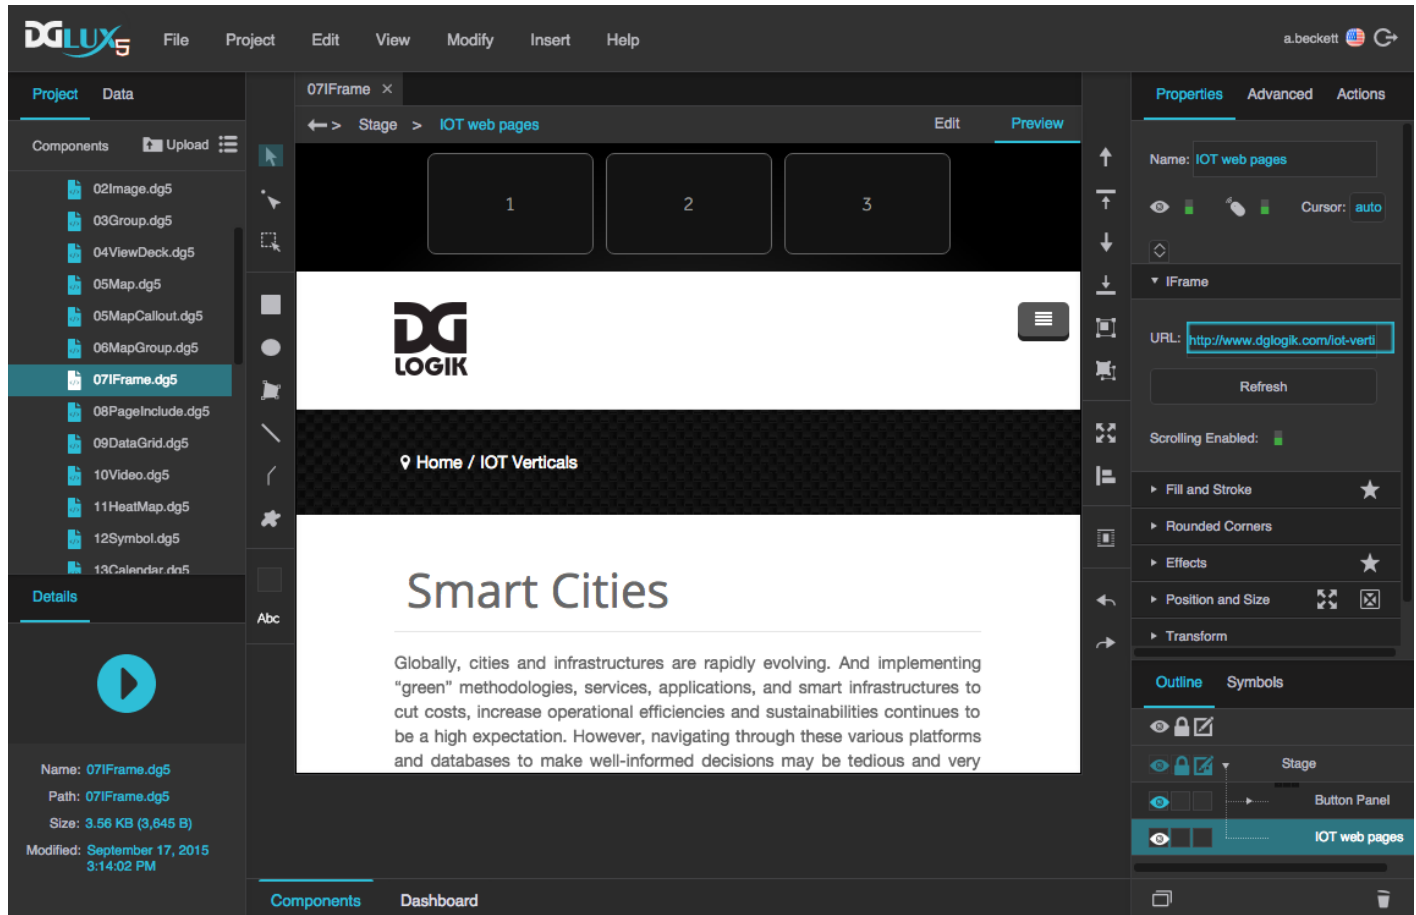 DGLUX5
File Project Edit View Modify Insert Help
a.beckett
Project Data
Components Upload
02Image.dg5
03Group.dg5
04ViewDeck.dg5
05Map.dg5
05MapCallout.dg5
06MapGroup.dg5
07IFrame.dg5
08PageInclude.dg5
09DataGrid.dg5
10Video.dg5
11HeatMap.dg5
12Symbol.dg5
13Calendar.dg5
Details
Name: 07IFrame.dg5
Path: 07IFrame.dg5
Size: 3.56 KB (3,645 B)
Modified: September 17, 2015
3:14:02 PM
Abc
07IFrame ×
> Stage > IOT web pages Edit Preview
1 2 3
DG
LOGIK
Home / IOT Verticals
Smart Cities
Globally, cities and infrastructures are rapidly evolving. And implementing
“green” methodologies, services, applications, and smart infrastructures to
cut costs, increase operational efficiencies and sustainabilities continues to
be a high expectation. However, navigating through these various platforms
and databases to make well-informed decisions may be tedious and very
Components Dashboard
Properties Advanced Actions
Name: IOT web pages
Cursor: auto
IFrame
URL: http://www.dglogik.com/iot-verti
Refresh
Scrolling Enabled:
Fill and Stroke
Rounded Corners
Effects
Position and Size
Transform
Outline Symbols
Stage
Button Panel
IOT web pages